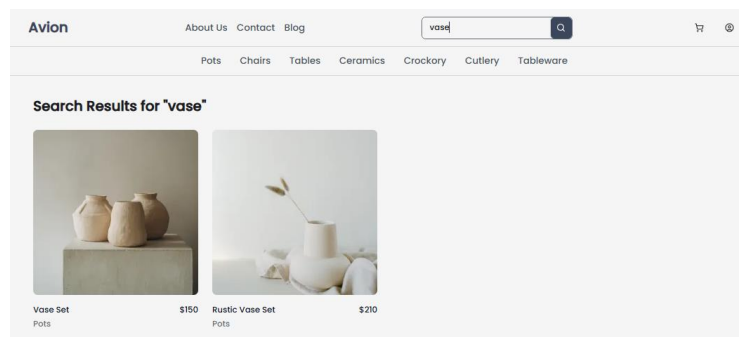 Avion
About Us Contact Blog
vase
Pots Chairs Tables Ceramics Crockory Cutlery Tableware
Search Results for "vase"
Vase Set $150
Pots
Rustic Vase Set $210
Pots